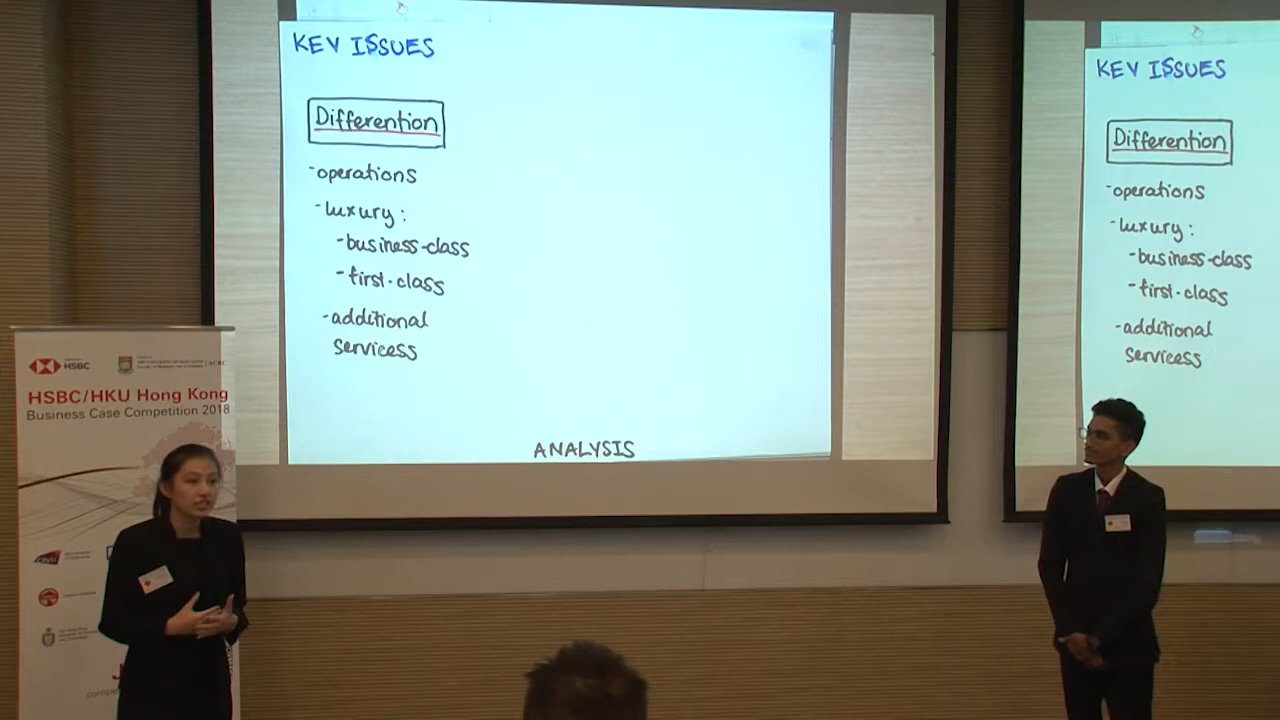 KEY ISSUES
Differention
-operations
-luxury:
-business-class
-first-class
-additional
servicess
ANALYSIS
KEY ISSUES
Differention
-operations
-luxury:
-business-class
-first-class
-additional
servicess
HSBC
HSBC/HKU Hong Kong
Business Case Competition 2018